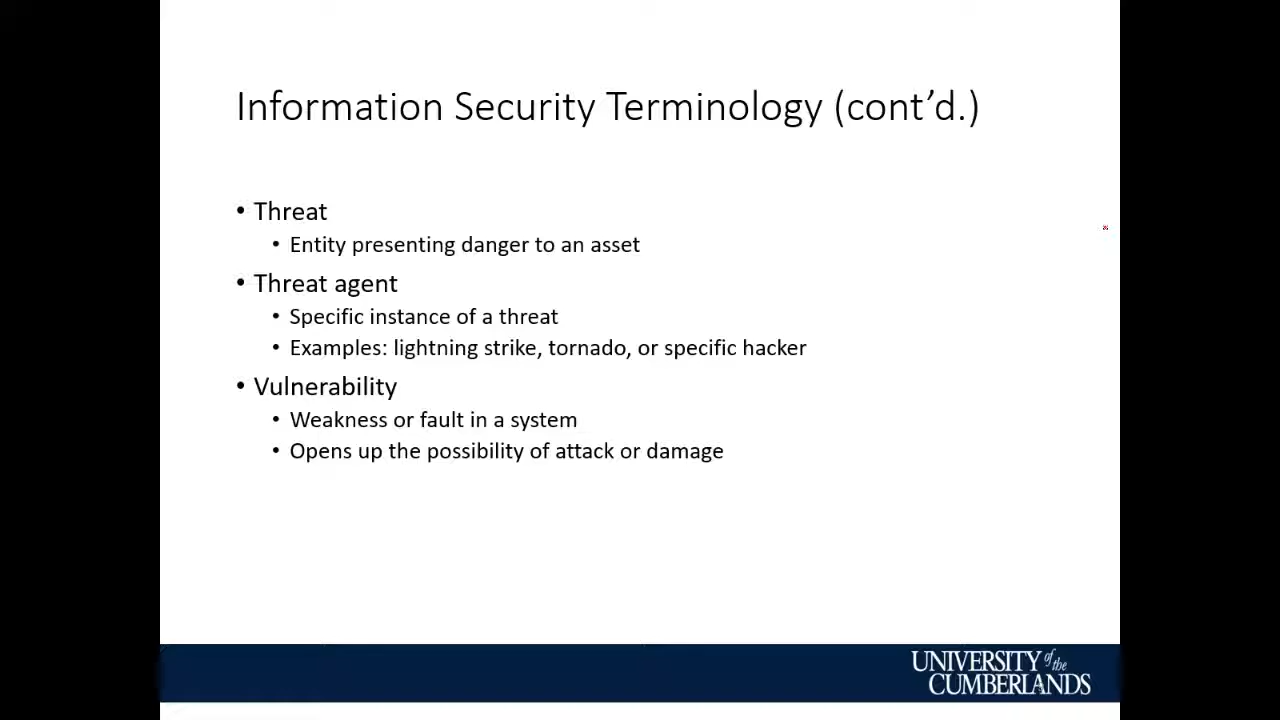 Information Security Terminology (cont’d.)
• Threat
• Entity presenting danger to an asset
• Threat agent
• Specific instance of a threat
• Examples: lightning strike, tornado, or specific hacker
• Vulnerability
• Weakness or fault in a system
• Opens up the possibility of attack or damage
UNIVERSITY of the
CUMBERLANDS